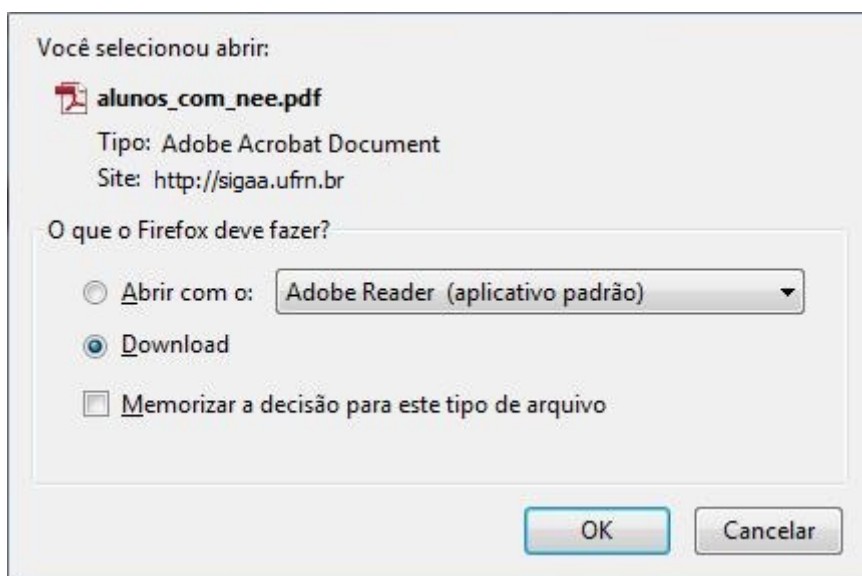 Você selecionou abrir:
alunos_com_nee.pdf
Tipo: Adobe Acrobat Document
Site: http://sigaa.ufrn.br
O que o Firefox deve fazer?
Abrir com o: Adobe Reader (aplicativo padrão)
Download
Memorizar a decisão para este tipo de arquivo
OK Cancelar